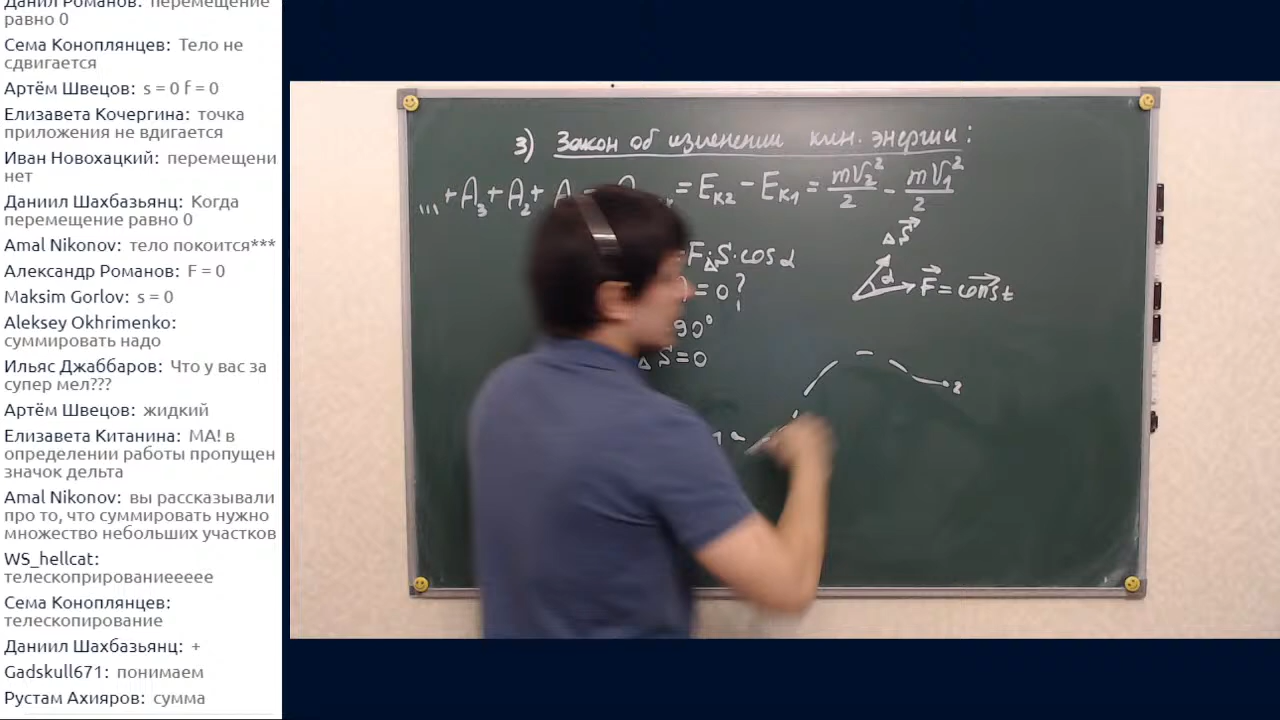 Данил Романов: перемещение
равно 0
Сема Коноплянцев: Тело не
сдвигается
Артём Швецов: s = 0 f = 0
Елизавета Кочергина: точка
приложения не вдигается
Иван Новохацкий: перемещени
нет
Даниил Шахбазьянц: Когда
перемещение равно 0
Amal Nikonov: тело покоится***
Александр Романов: F = 0
Maksim Gorlov: s = 0
Aleksey Okhrimenko:
суммировать надо
Ильяс Джаббаров: Что у вас за
супер мел???
Артём Швецов: жидкий
Елизавета Китанина: МА! в
определении работы пропущен
значок дельта
Amal Nikonov: вы рассказывали
про то, что суммировать нужно
множество небольших участков
WS_hellcat:
телескопрированиеееее
Сема Коноплянцев:
телескопирование
Даниил Шахбазьянц: +
Gadskull671: понимаем
Рустам Ахияров: сумма
3) Закон об изменении кин. энергии:
... + A₃ + A₂ + A = Eк2 − Eк1 = mV₂²/2 − mV₁²/2
ΔS⃗
F·ΔS·cos α
α
F⃗ = const
= 0?
90°
ΔS⃗ = 0
2
1